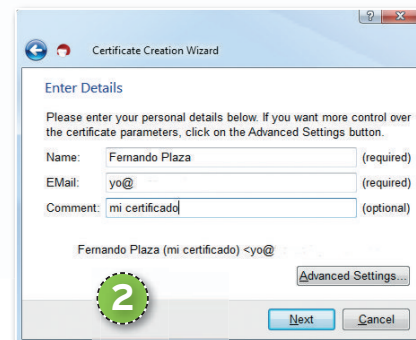 Certificate Creation Wizard
Enter Details
Please enter your personal details below. If you want more control over
the certificate parameters, click on the Advanced Settings button.
Name: Fernando Plaza (required)
EMail: yo@ (required)
Comment: mi certificado (optional)
Fernando Plaza (mi certificado) <yo@
Advanced Settings...
2
Next Cancel